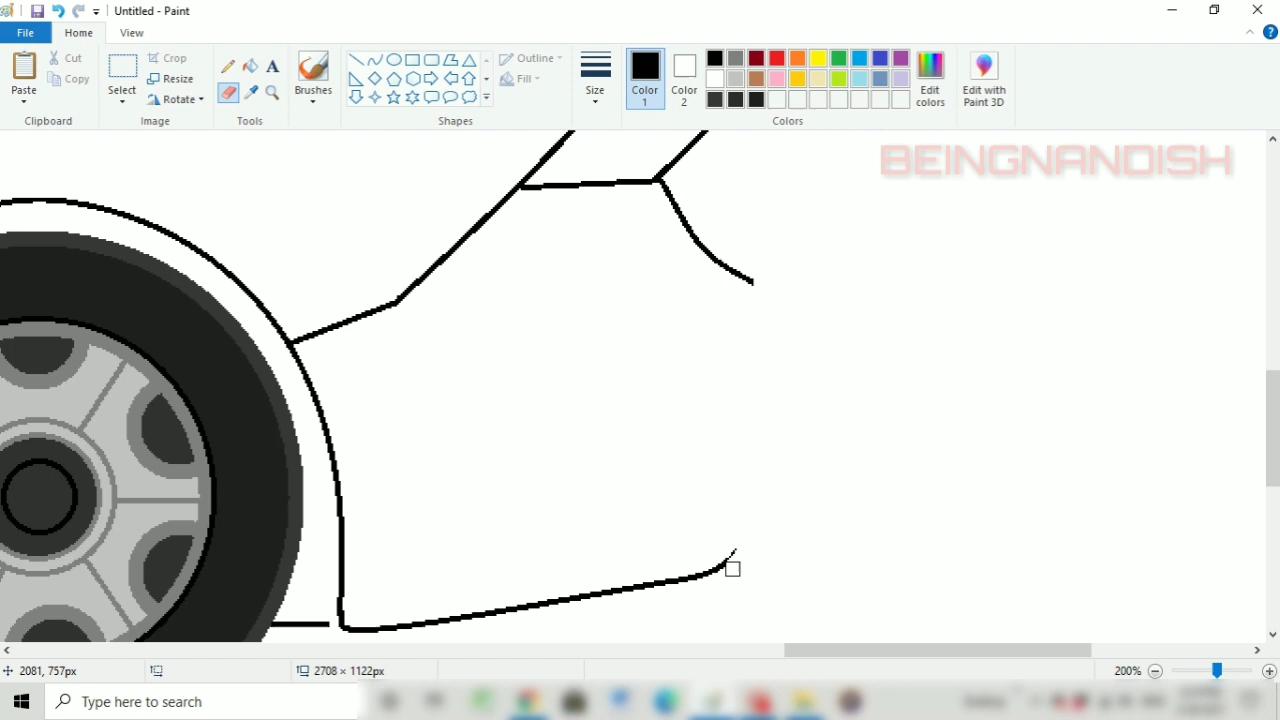 Untitled - Paint
File Home View
Paste Cut Copy Select Crop Resize Rotate Brushes Outline Fill Size Color 1 Color 2 Edit colors Edit with Paint 3D
Clipboard Image Tools Shapes Colors
BEINGNANDISH
2081, 757px 2708 × 1122px 200%
Type here to search